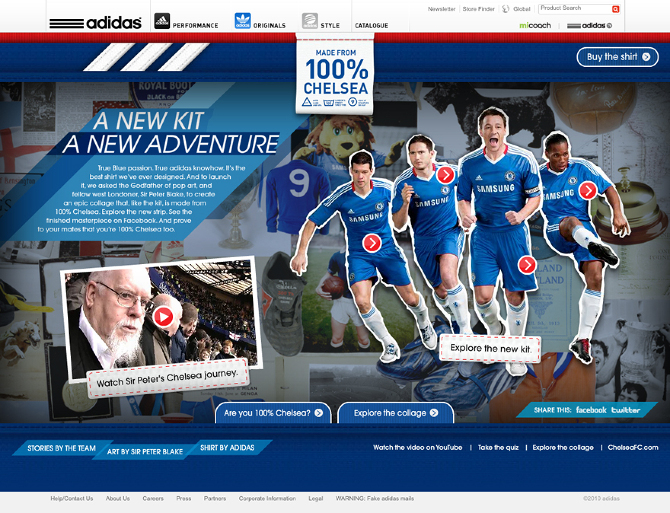 Newsletter | Store Finder | Global | Product Search
adidas PERFORMANCE ORIGINALS STYLE CATALOGUE
micoach | adidas
MADE FROM
100%
CHELSEA
Buy the shirt
A NEW KIT
A NEW ADVENTURE
True Blue passion. True adidas knowhow. It's the
best shirt we've ever designed. And to launch
it, we asked the Godfather of pop art, and
fellow west Londoner, Sir Peter Blake, to create
an epic collage that, like the kit, is made from
100% Chelsea. Explore the new strip. See the
finished masterpiece on Facebook. And prove
to your mates that you're 100% Chelsea too.
9
SAMSUNG
SAMSUNG
SAMSUNG
SAMSUNG
Watch Sir Peter's Chelsea journey.
Explore the new kit.
Are you 100% Chelsea?
Explore the collage
SHARE THIS: facebook twitter
STORIES BY THE TEAM
ART BY SIR PETER BLAKE
SHIRT BY ADIDAS
Watch the video on YouTube | Take the quiz | Explore the collage | ChelseaFC.com
Help/Contact Us About Us Careers Press Partners Corporate Information Legal WARNING: Fake adidas mails
©2010 adidas